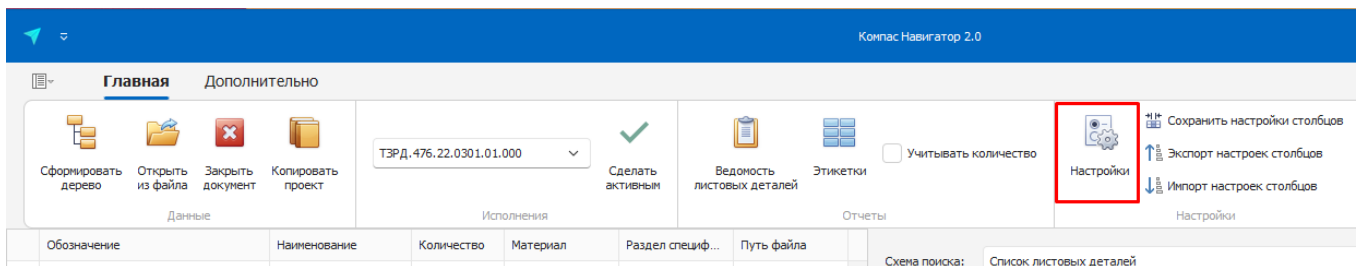 Компас Навигатор 2.0
Главная
Дополнительно
Сформировать
дерево
Открыть
из файла
Закрыть
документ
Копировать
проект
Данные
ТЗРД.476.22.0301.01.000
Сделать
активным
Исполнения
Ведомость
листовых деталей
Этикетки
Учитывать количество
Отчеты
Настройки
Сохранить настройки столбцов
Экспорт настроек столбцов
Импорт настроек столбцов
Настройки
Обозначение
Наименование
Количество
Материал
Раздел специф...
Путь файла
Схема поиска:
Список листовых деталей